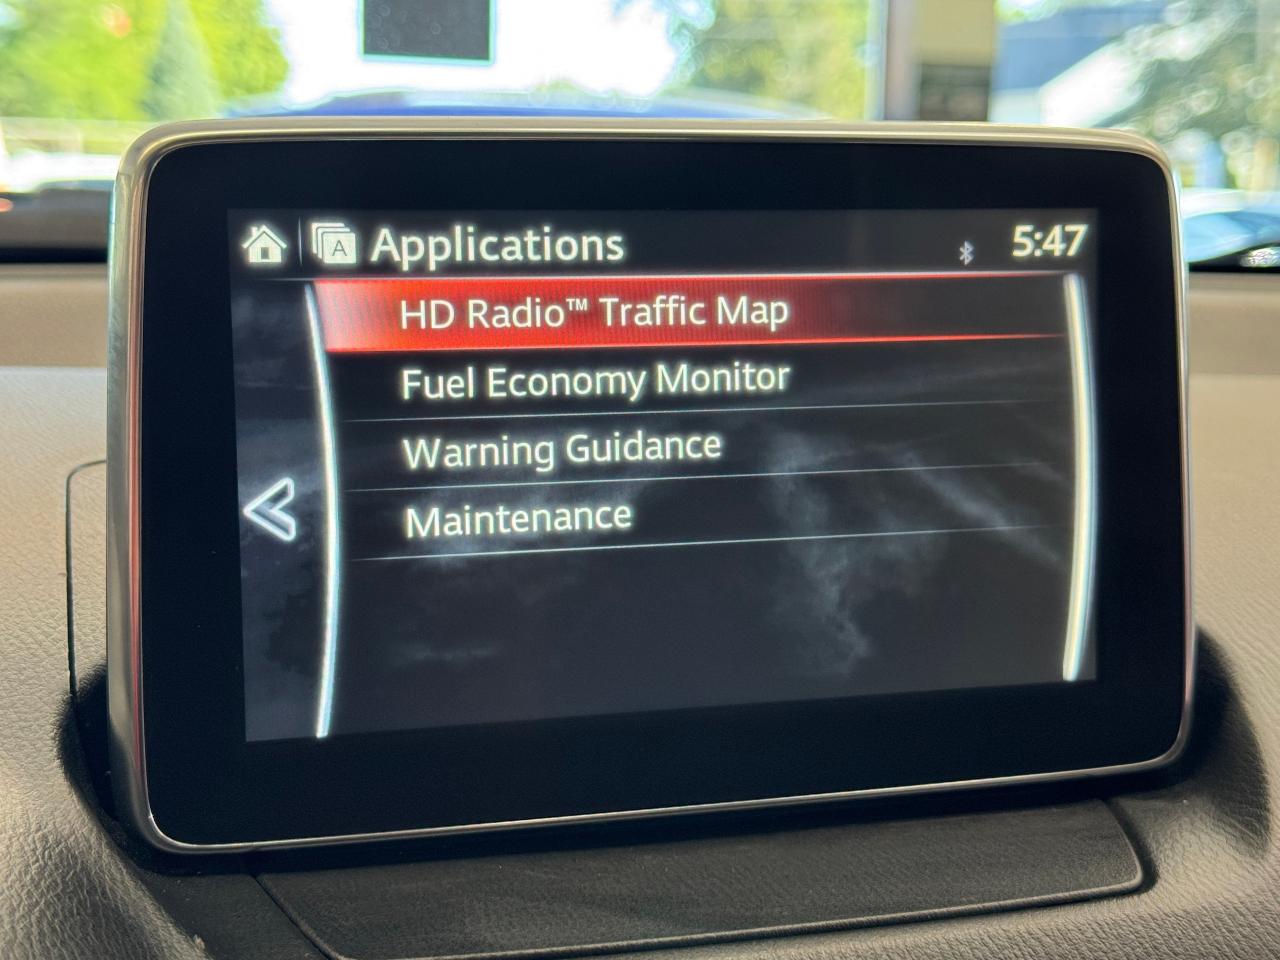 A Applications 5:47
HD Radio™ Traffic Map
Fuel Economy Monitor
Warning Guidance
Maintenance